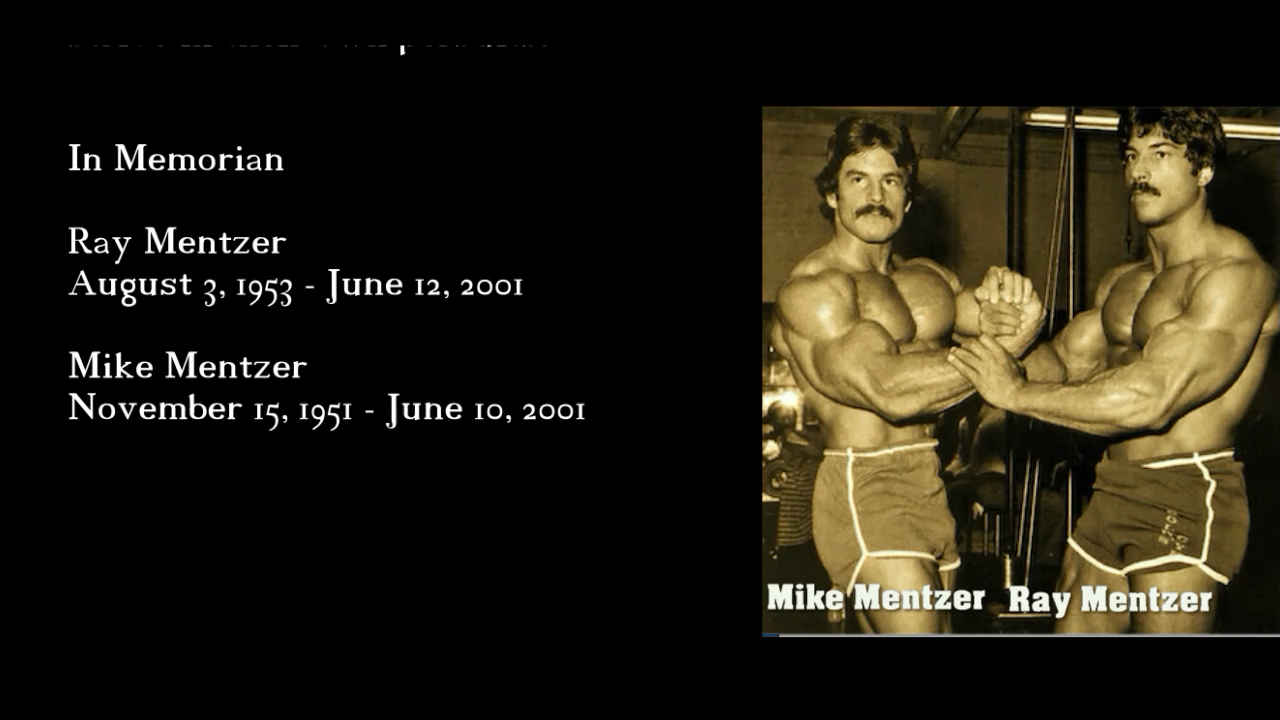 In Memorian
Ray Mentzer
August 3, 1953 - June 12, 2001
Mike Mentzer
November 15, 1951 - June 10, 2001
Mike Mentzer Ray Mentzer